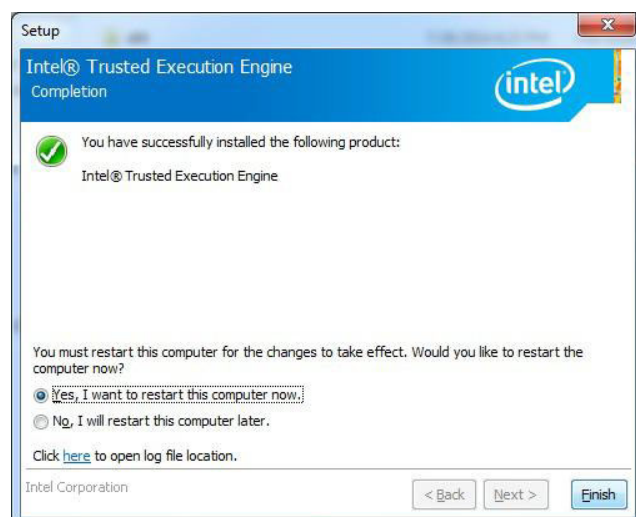 Setup
Intel® Trusted Execution Engine
Completion
intel
You have successfully installed the following product:
Intel® Trusted Execution Engine
You must restart this computer for the changes to take effect. Would you like to restart the
computer now?
Yes, I want to restart this computer now.
No, I will restart this computer later.
Click here to open log file location.
Intel Corporation
< Back Next > Finish